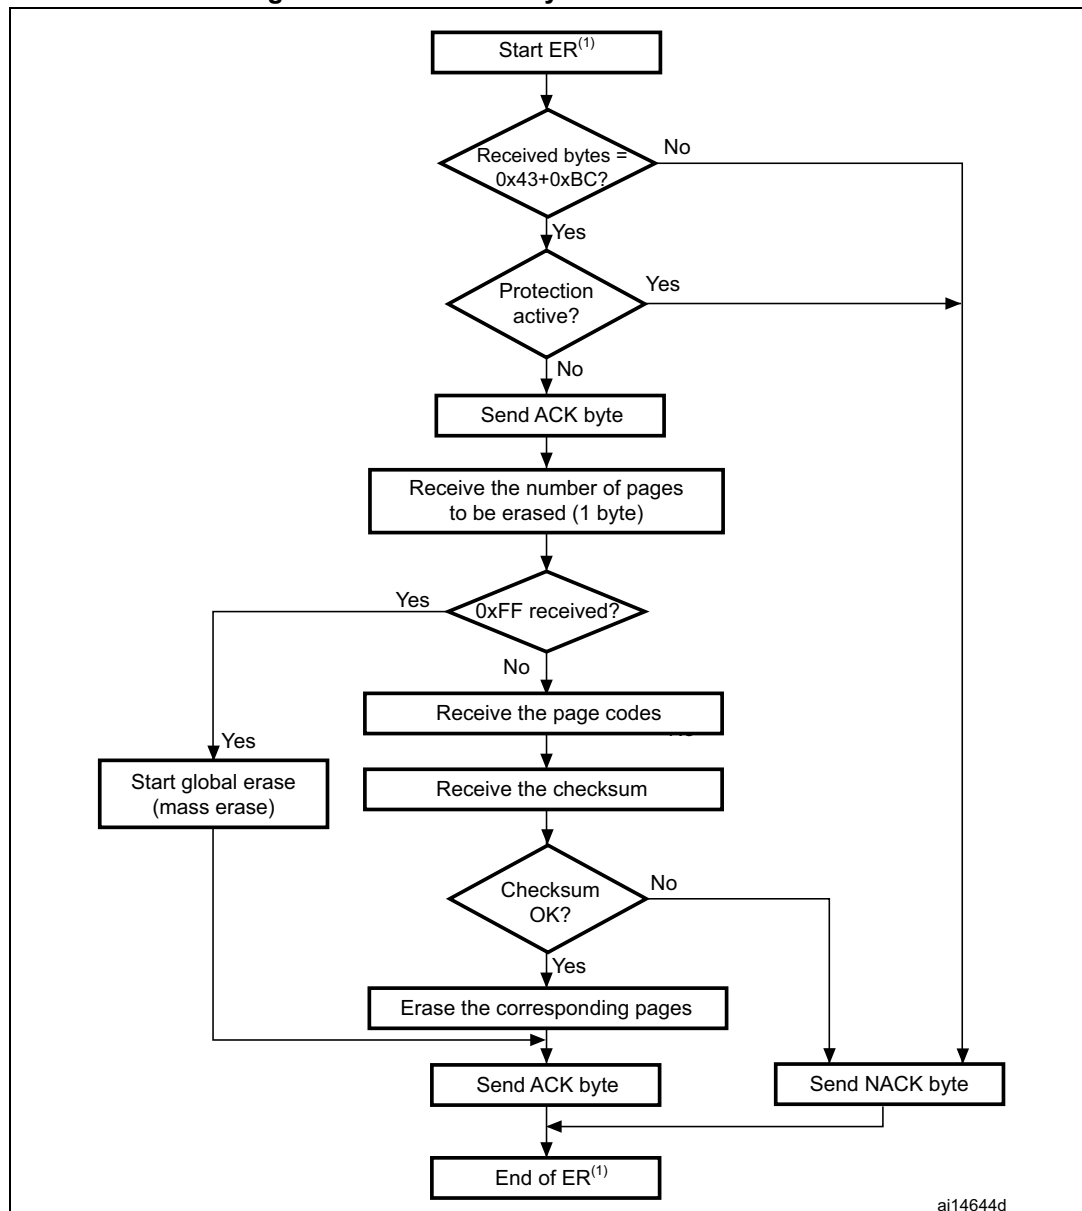 Start ER(1)
Received bytes =
0x43+0xBC?
No
Yes
Protection
active?
Yes
No
Send ACK byte
Receive the number of pages
to be erased (1 byte)
Yes
0xFF received?
No
Receive the page codes
Yes
Start global erase
(mass erase)
Receive the checksum
Checksum
OK?
No
Yes
Erase the corresponding pages
Send ACK byte
Send NACK byte
End of ER(1)
ai14644d